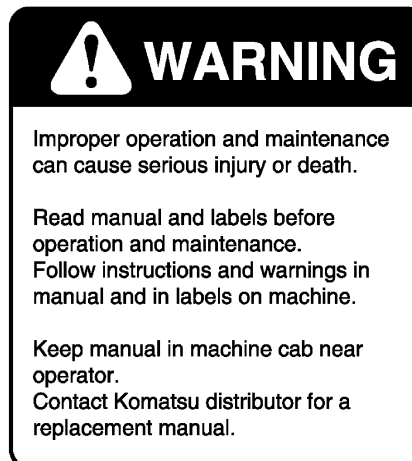 WARNING
Improper operation and maintenance
can cause serious injury or death.
Read manual and labels before
operation and maintenance.
Follow instructions and warnings in
manual and in labels on machine.
Keep manual in machine cab near
operator.
Contact Komatsu distributor for a
replacement manual.